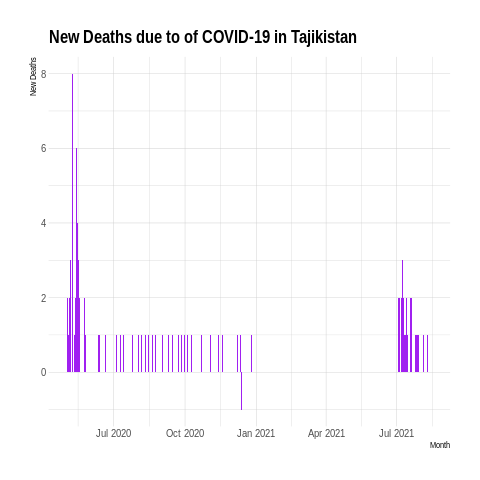 New Deaths due to of COVID-19 in Tajikistan
New Deaths
8
6
4
2
0
Jul 2020 Oct 2020 Jan 2021 Apr 2021 Jul 2021
Month